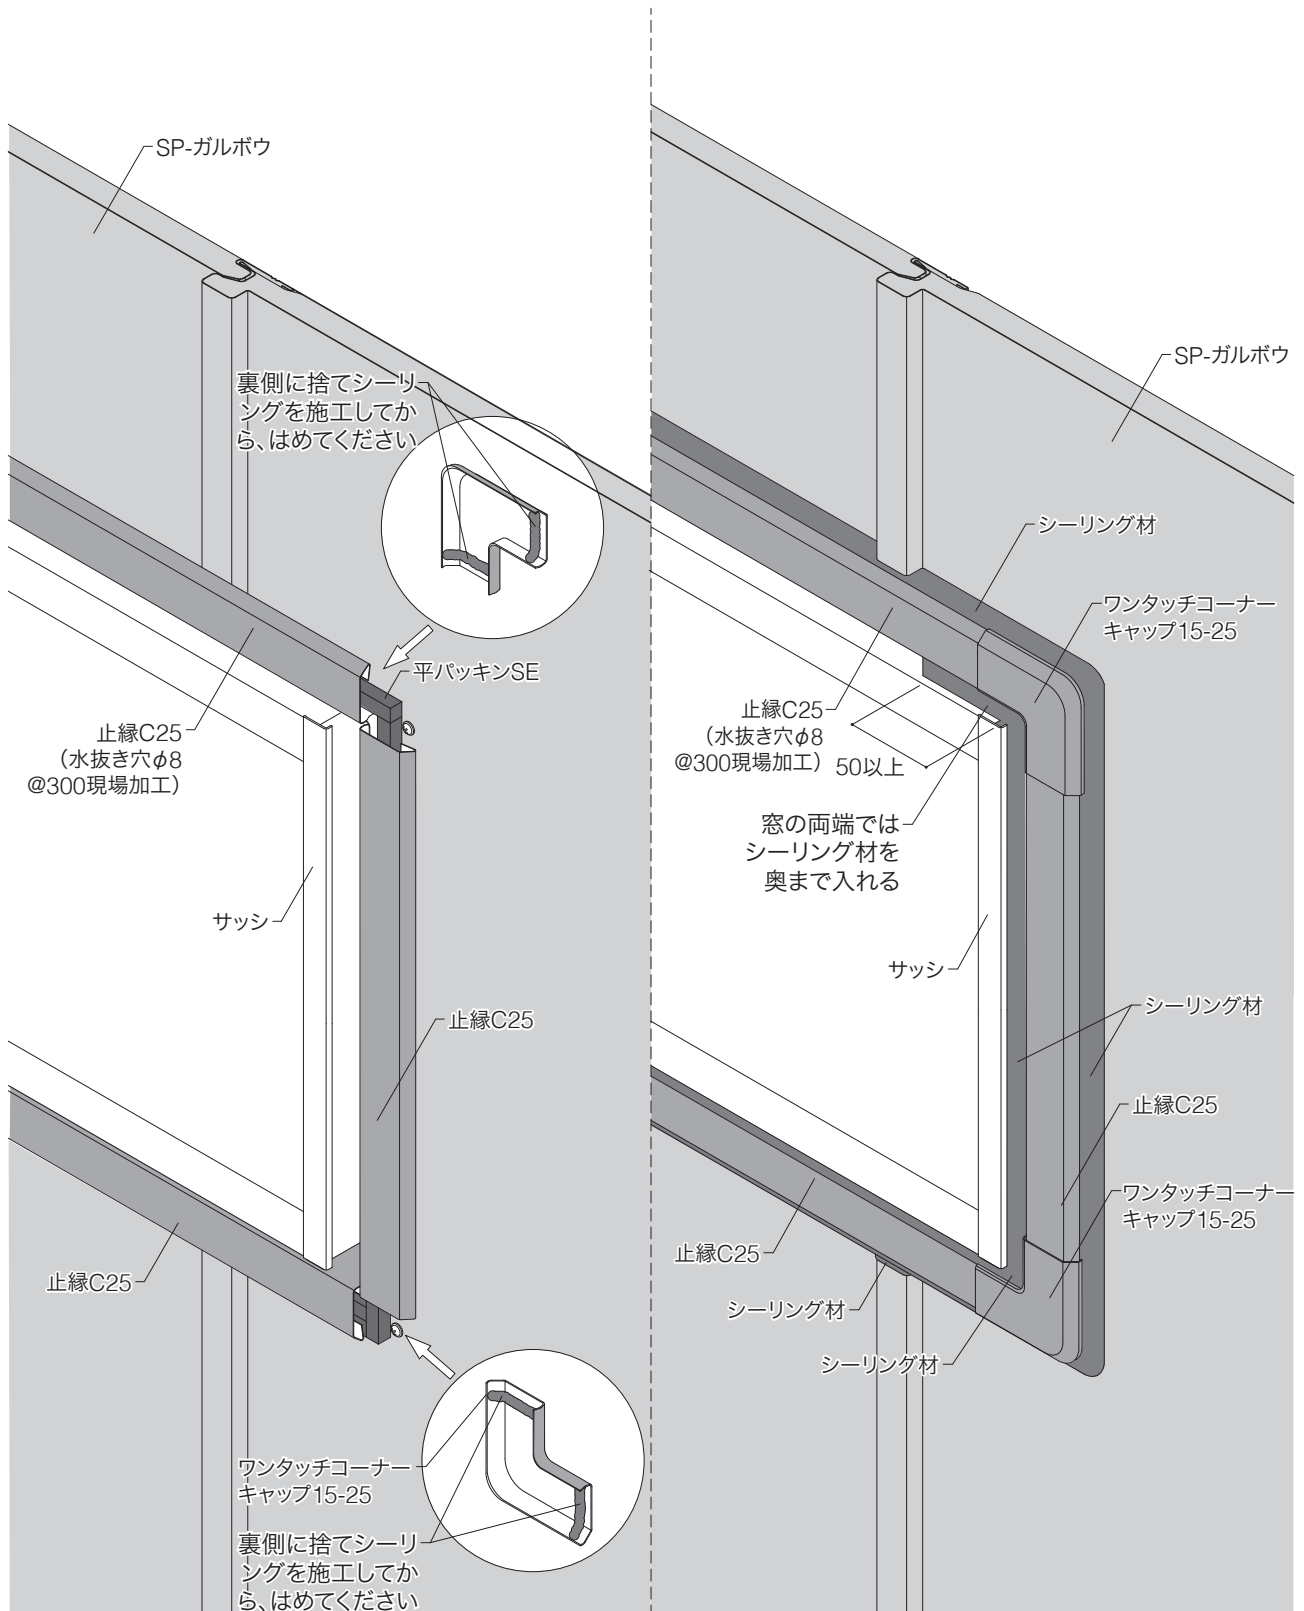 SP-ガルボウ
裏側に捨てシーリ
ングを施工してか
ら、はめてください
平パッキンSE
止縁C25
（水抜き穴φ8
@300現場加工）
サッシ
止縁C25
止縁C25
ワンタッチコーナー
キャップ15-25
裏側に捨てシーリ
ングを施工してか
ら、はめてください
SP-ガルボウ
シーリング材
ワンタッチコーナー
キャップ15-25
止縁C25
（水抜き穴φ8
@300現場加工）
50以上
窓の両端では
シーリング材を
奥まで入れる
サッシ
シーリング材
止縁C25
ワンタッチコーナー
キャップ15-25
止縁C25
シーリング材
シーリング材